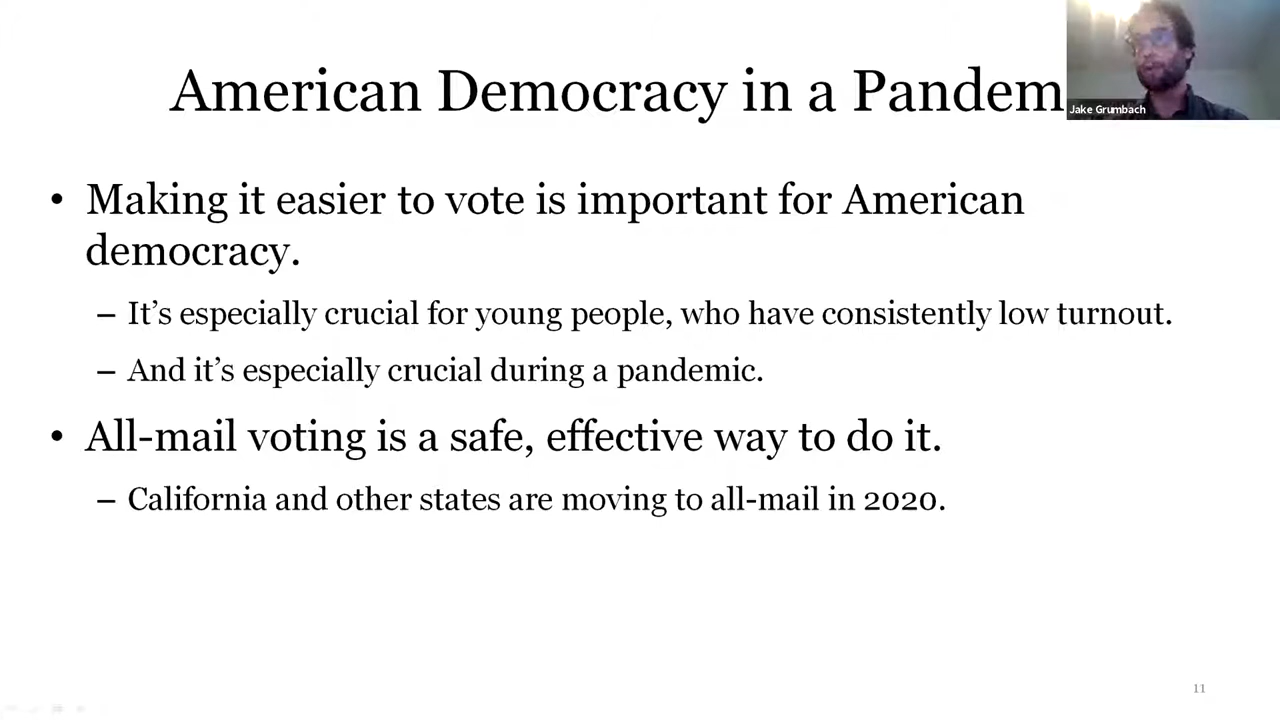 American Democracy in a Pandem
Jake Grumbach
• Making it easier to vote is important for American
democracy.
– It’s especially crucial for young people, who have consistently low turnout.
– And it’s especially crucial during a pandemic.
• All-mail voting is a safe, effective way to do it.
– California and other states are moving to all-mail in 2020.
11